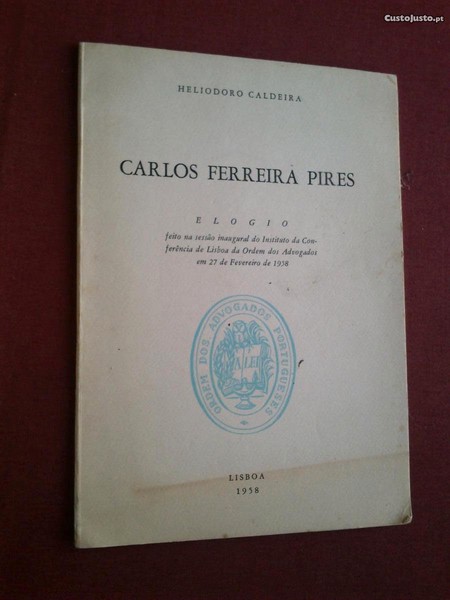 CustoJusto.pt
HELIODORO CALDEIRA
CARLOS FERREIRA PIRES
ELOGIO
feito na sessão inaugural do Instituto da Con-
ferência de Lisboa da Ordem dos Advogados
em 27 de Fevereiro de 1958
ORDEM DOS ADVOGADOS PORTUGUESES
LEI
LISBOA
1958